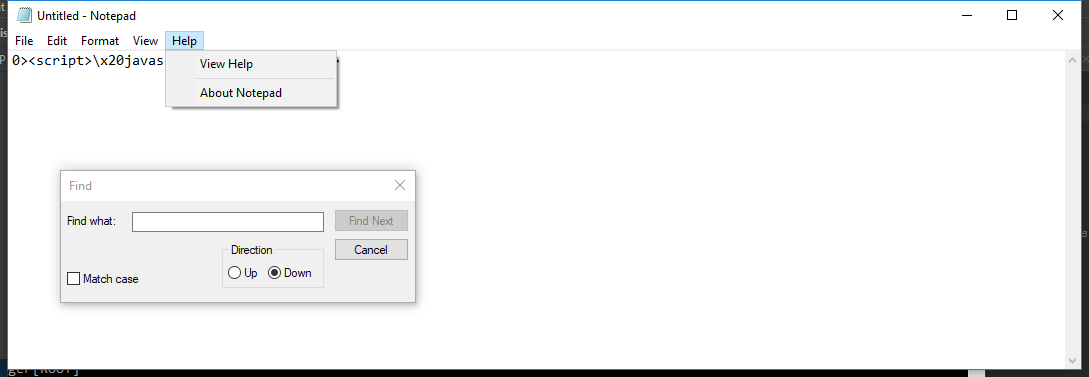 Untitled - Notepad
File Edit Format View Help
0><script>\x20javas
View Help
About Notepad
Find
Find what:
Find Next
Direction
Cancel
Up Down
Match case